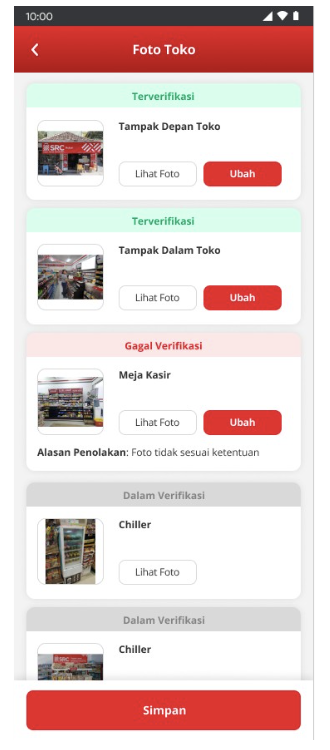 10:00
Foto Toko
Terverifikasi
Tampak Depan Toko
SRC
Lihat Foto
Ubah
Terverifikasi
Tampak Dalam Toko
Lihat Foto
Ubah
Gagal Verifikasi
Meja Kasir
Lihat Foto
Ubah
Alasan Penolakan: Foto tidak sesuai ketentuan
Dalam Verifikasi
Chiller
Lihat Foto
Dalam Verifikasi
Chiller
SRC
Simpan